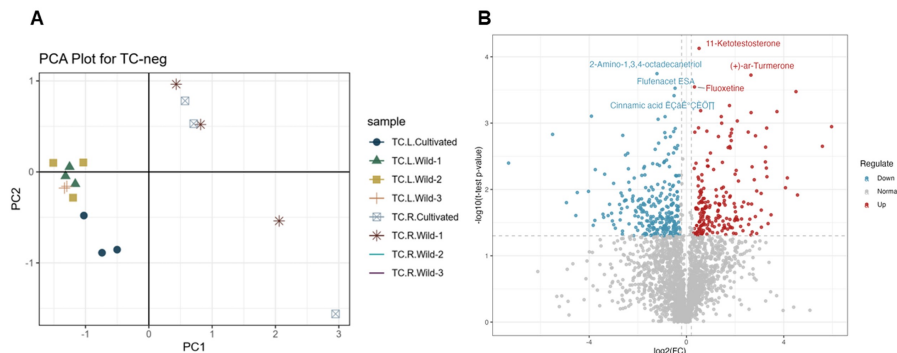 A
PCA Plot for TC-neg
1
0
-1
PC2
-1
0
1
2
3
PC1
sample
TC.L.Cultivated
TC.L.Wild-1
TC.L.Wild-2
TC.L.Wild-3
TC.R.Cultivated
TC.R.Wild-1
TC.R.Wild-2
TC.R.Wild-3
B
4
3
2
1
0
-log10(t-test p-value)
11-Ketotestosterone
2-Amino-1,3,4-octadecanetriol
(+)-ar-Turmerone
Flufenacet ESA
Fluoxetine
Cinnamic acid
-4
0
4
log2(FC)
Regulate
Down
Norma
Up